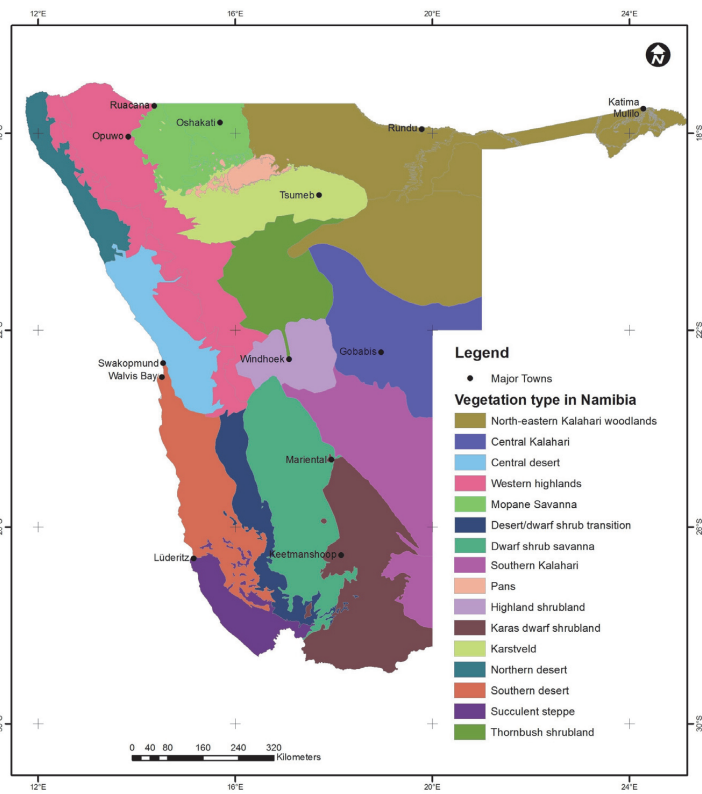 12°E 16°E 20°E 24°E
N
Ruacana
Katima
Mulilo
Oshakati
Rundu
18°S
18°S
Opuwo
Tsumeb
22°S
22°S
Windhoek
Gobabis
Swakopmund
Walvis Bay
Mariental
Keetmanshoop
Lüderitz
26°S
26°S
Legend
Major Towns
Vegetation type in Namibia
North-eastern Kalahari woodlands
Central Kalahari
Central desert
Western highlands
Mopane Savanna
Desert/dwarf shrub transition
Dwarf shrub savanna
Southern Kalahari
Pans
Highland shrubland
Karas dwarf shrubland
Karstveld
Northern desert
Southern desert
Succulent steppe
Thornbush shrubland
30°S
0 40 80 160 240 320
Kilometers
12°E 16°E 20°E 24°E